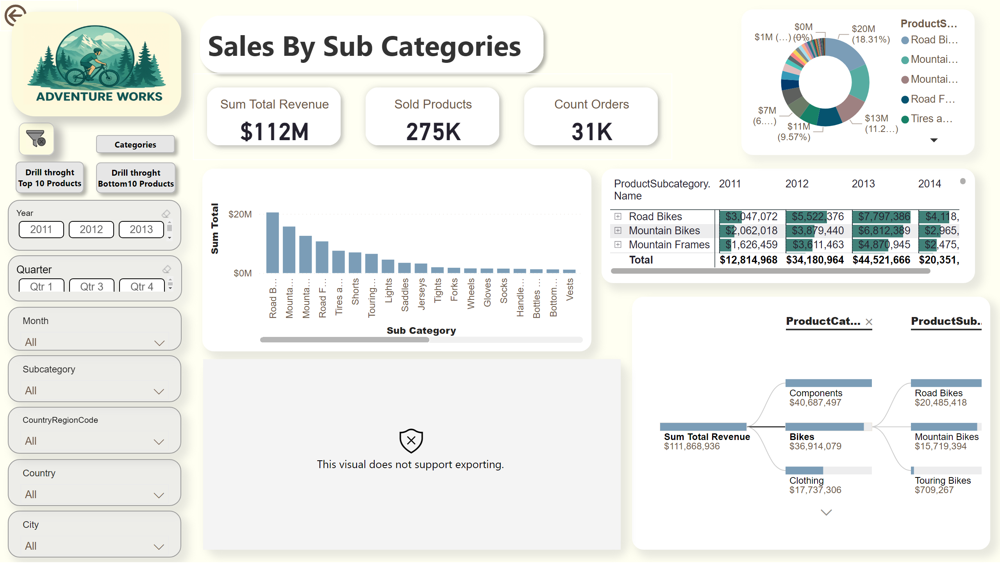 ADVENTURE WORKS
Categories
Drill throght
Top 10 Products
Drill throght
Bottom10 Products
Year
2011 2012 2013
Quarter
Qtr 1 Qtr 3 Qtr 4
Month
All
Subcategory
All
CountryRegionCode
All
Country
All
City
All
Sales By Sub Categories
Sum Total Revenue
$112M
Sold Products
275K
Count Orders
31K
$0M
(0%)
$1M (...)
$20M
(18.31%)
$7M
(6....)
$11M
(9.57%)
$13M
(11.2...)
ProductS...
Road Bi...
Mountai...
Mountai...
Road F...
Tires a...
Sum Total
$20M
$0M
Road B...
Mounta...
Mounta...
Road F...
Tires a...
Shorts
Touring...
Lights
Saddles
Jerseys
Tights
Forks
Wheels
Gloves
Socks
Handle...
Bottles ...
Bottom...
Vests
Sub Category
ProductSubcategory. 2011 2012 2013 2014
Name
Road Bikes $3,047,072 $5,522,376 $7,797,386 $4,118,
Mountain Bikes $2,062,018 $3,879,440 $6,812,389 $2,965,
Mountain Frames $1,626,459 $3,611,463 $4,870,945 $2,475,
Total $12,814,968 $34,180,964 $44,521,666 $20,351,
This visual does not support exporting.
ProductCat... ProductSub.
Sum Total Revenue
$111,868,936
Components
$40,687,497
Bikes
$36,914,079
Clothing
$17,737,306
Road Bikes
$20,485,418
Mountain Bikes
$15,719,394
Touring Bikes
$709,267